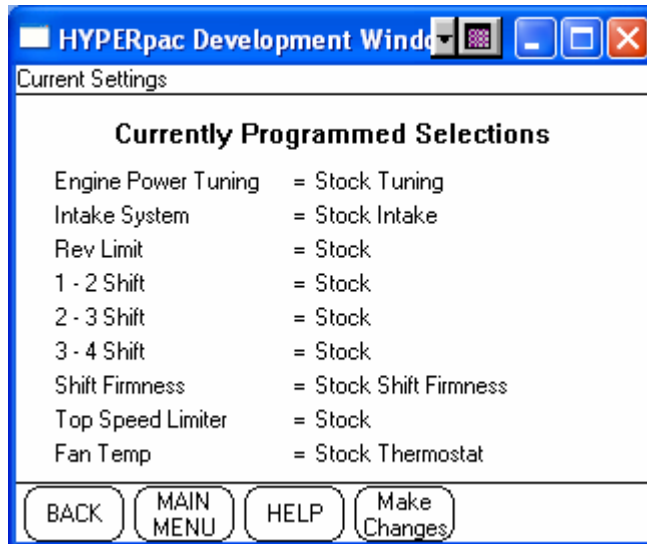 HYPERpac Development Windo
Current Settings
Currently Programmed Selections
Engine Power Tuning = Stock Tuning
Intake System = Stock Intake
Rev Limit = Stock
1 - 2 Shift = Stock
2 - 3 Shift = Stock
3 - 4 Shift = Stock
Shift Firmness = Stock Shift Firmness
Top Speed Limiter = Stock
Fan Temp = Stock Thermostat
BACK
MAIN
MENU
HELP
Make
Changes